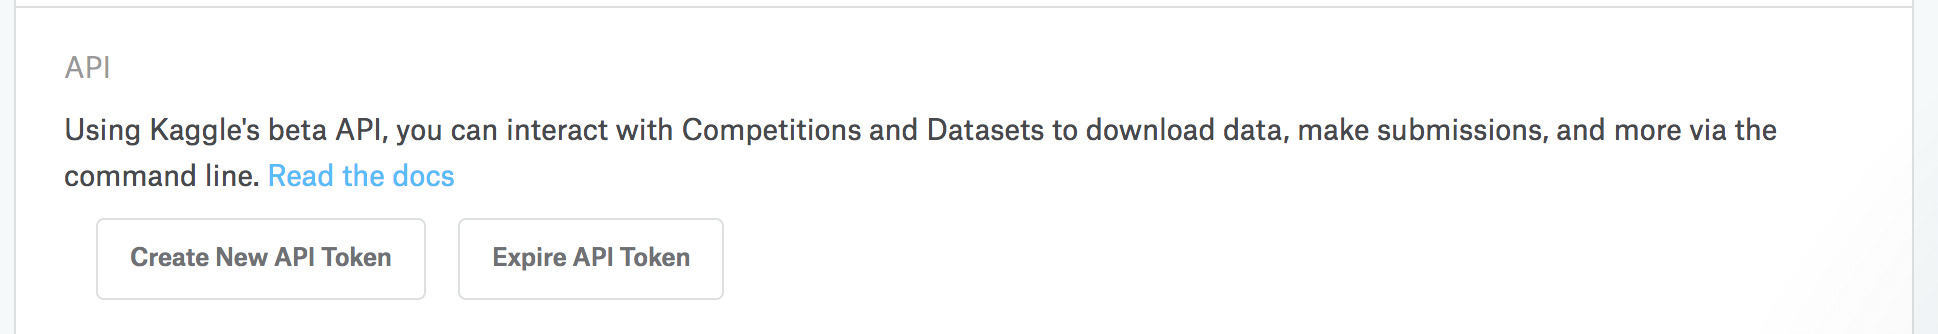 API
Using Kaggle's beta API, you can interact with Competitions and Datasets to download data, make submissions, and more via the
command line. Read the docs
Create New API Token Expire API Token